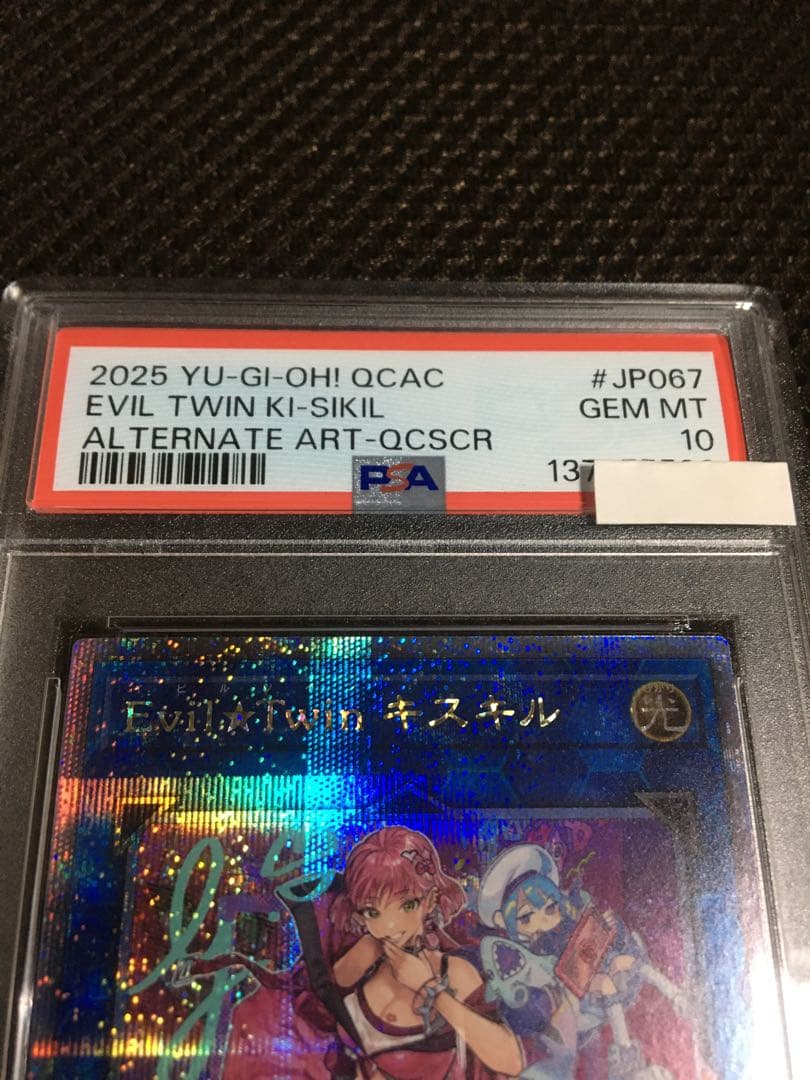 2025 YU-GI-OH! QCAC #JP067
EVIL TWIN KI-SIKIL GEM MT
ALTERNATE ART-QCSCR 10
PSA
137
Evil★Twin キスキル
光